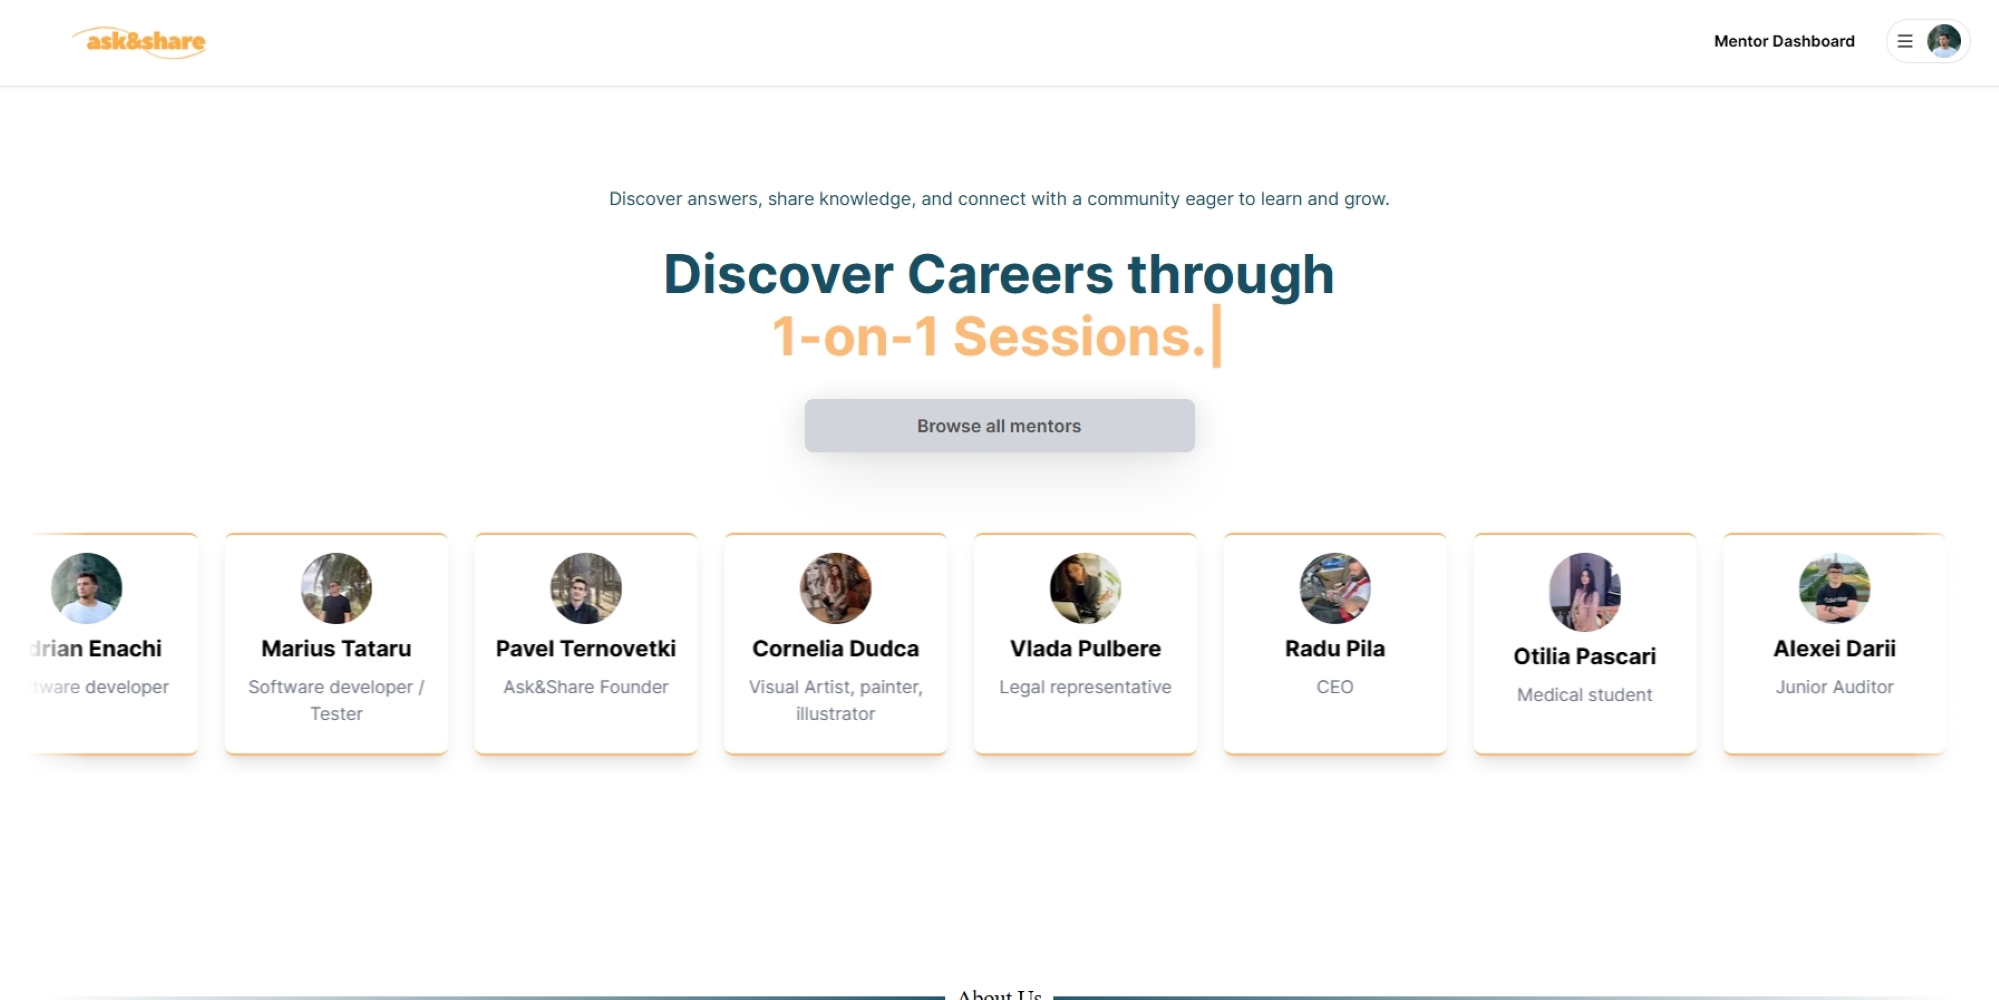 ask&share
Mentor Dashboard
Discover answers, share knowledge, and connect with a community eager to learn and grow.
Discover Careers through
1-on-1 Sessions.
Browse all mentors
drian Enachi
tware developer
Marius Tataru
Software developer /
Tester
Pavel Ternovetki
Ask&Share Founder
Cornelia Dudca
Visual Artist, painter,
illustrator
Vlada Pulbere
Legal representative
Radu Pila
CEO
Otilia Pascari
Medical student
Alexei Darii
Junior Auditor
About Us